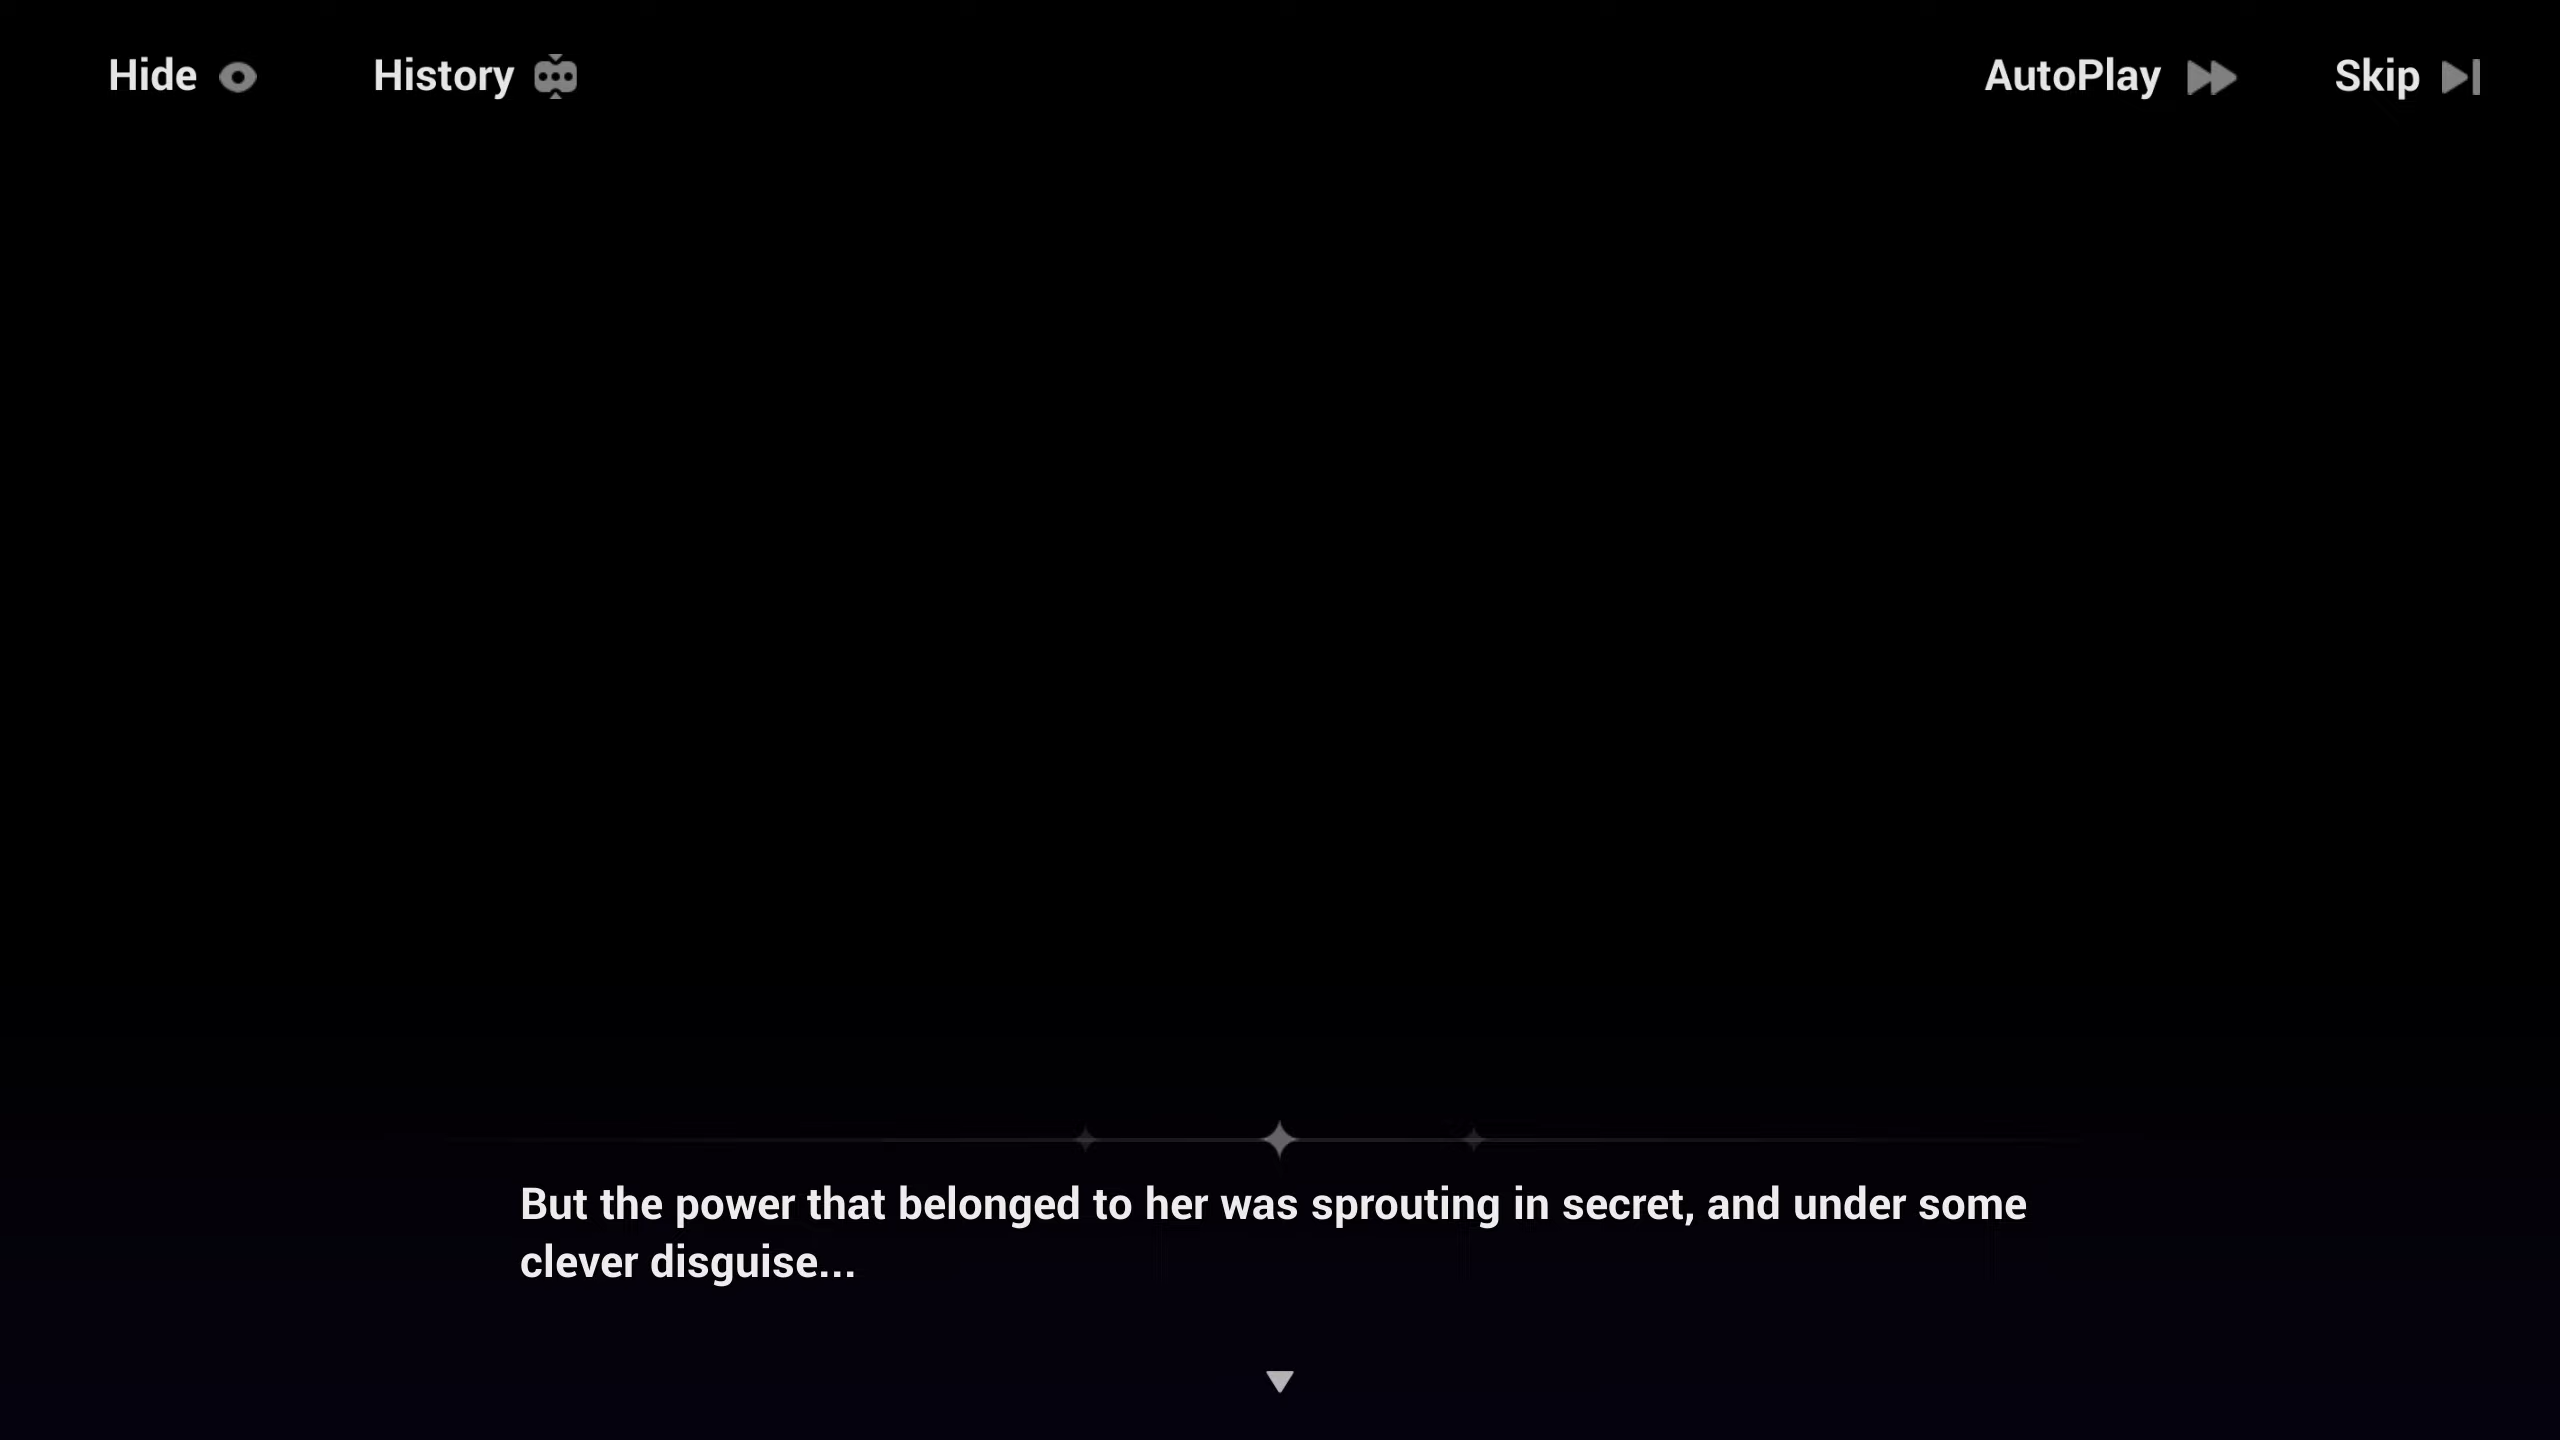 Hide
History
AutoPlay
Skip
But the power that belonged to her was sprouting in secret, and under some
clever disguise...